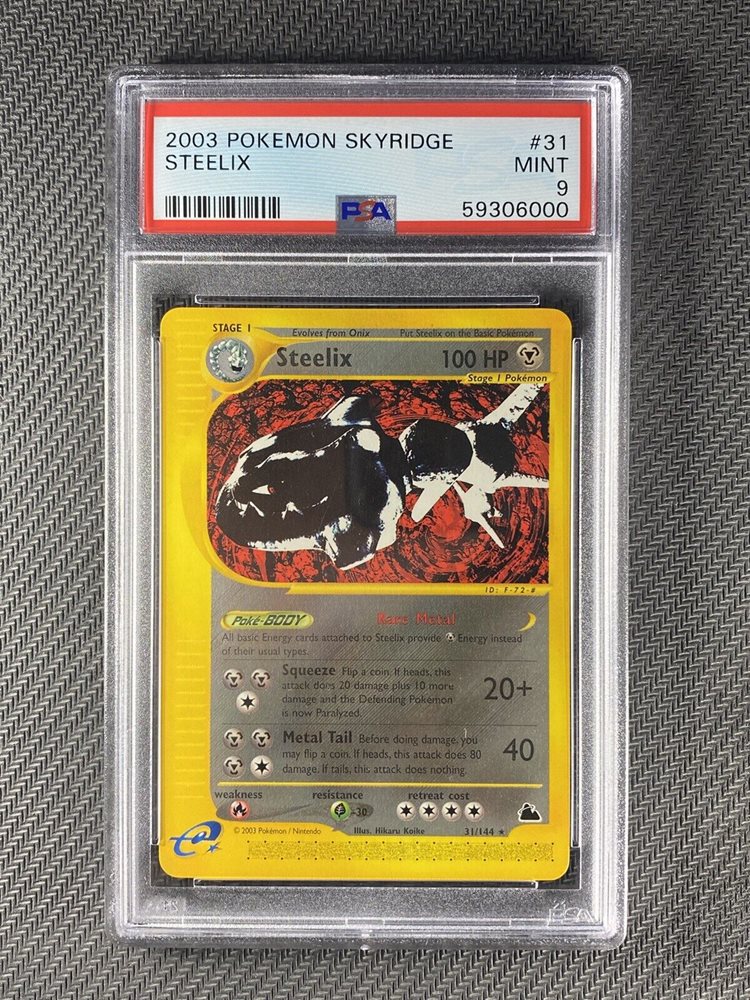 2003 POKEMON SKYRIDGE #31
STEELIX MINT
9
59306000
PSA
STAGE 1 Evolves from Onix Put Steelix on the Basic Pokémon
Steelix 100 HP
Stage 1 Pokémon
ID: F-72-#
Poké-BODY Rare Metal
All basic Energy cards attached to Steelix provide Energy instead
of their usual types.
Squeeze Flip a coin. If heads, this
attack does 20 damage plus 10 more
damage and the Defending Pokémon
is now Paralyzed.
20+
Metal Tail Before doing damage, you
may flip a coin. If heads, this attack does 80
damage. If tails, this attack does nothing.
40
weakness resistance retreat cost
-30
© 2003 Pokémon / Nintendo Illus. Hikaru Koike 31/144 ★
e
PSA